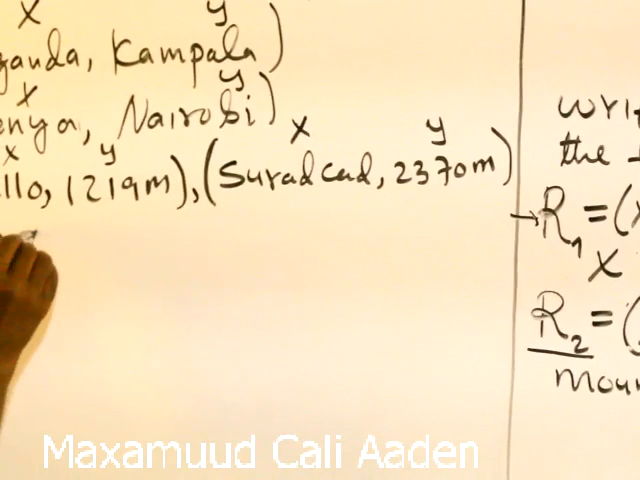 x y
ganda, Kampala)
x y
enya, Nairobi)
x y x y
llo, 1219m), (Suradcad, 2370m)
wri
the
→R₁ = (x
x
R₂ = (
moun
Maxamuud Cali Aaden